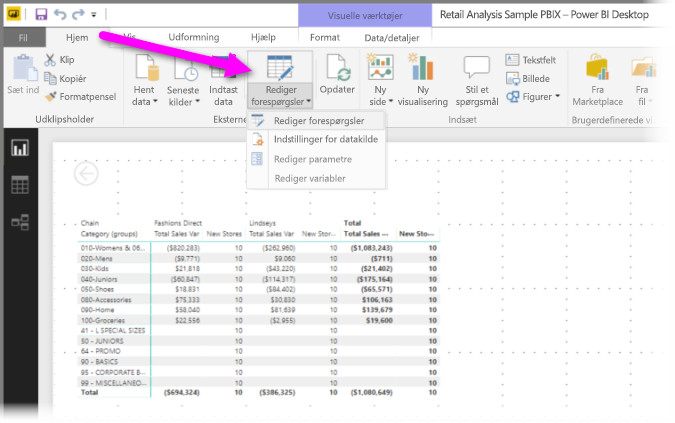 Visuelle værktøjer
Retail Analysis Sample PBIX – Power BI Desktop
Fil Hjem Vis Udformning Hjælp Format Data/detaljer
Sæt ind
Klip
Kopiér
Formatpensel
Hent data
Seneste kilder
Indtast data
Rediger forespørgsler
Opdater
Ny side
Ny visualisering
Stil et spørgsmål
Tekstfelt
Billede
Figurer
Fra Marketplace
Fra fil
Udklipsholder
Eksterne
Indsæt
Brugerdefinerede vi
Rediger forespørgsler
Indstillinger for datakilde
Rediger parametre
Rediger variabler
Chain Fashions Direct Lindseys Total
Category (groups) Total Sales Var New Stores Total Sales Var New Stor... Total Sales ... New Sto...
010-Womens & 06... ($820,283) 10 ($262,960) 10 ($1,083,243) 10
020-Mens ($9,771) 10 $9,060 10 ($711) 10
030-Kids $21,818 10 ($43,220) 10 ($21,402) 10
040-Juniors ($60,847) 10 ($114,317) 10 ($175,164) 10
050-Shoes $18,831 10 ($84,402) 10 ($65,571) 10
080-Accessories $75,333 10 $30,830 10 $106,163 10
090-Home $58,040 10 $81,639 10 $139,679 10
100-Groceries $22,556 10 ($2,955) 10 $19,600 10
41 - L SPECIAL SIZES 10 10 10
50 - JUNIORS 10 10 10
64 - PROMO 10 10 10
90 - BASICS 10 10 10
95 - CORPORATE B... 10 10 10
99 - MISCELLANEO... 10 10 10
Total ($694,324) 10 ($386,325) 10 ($1,080,649) 10